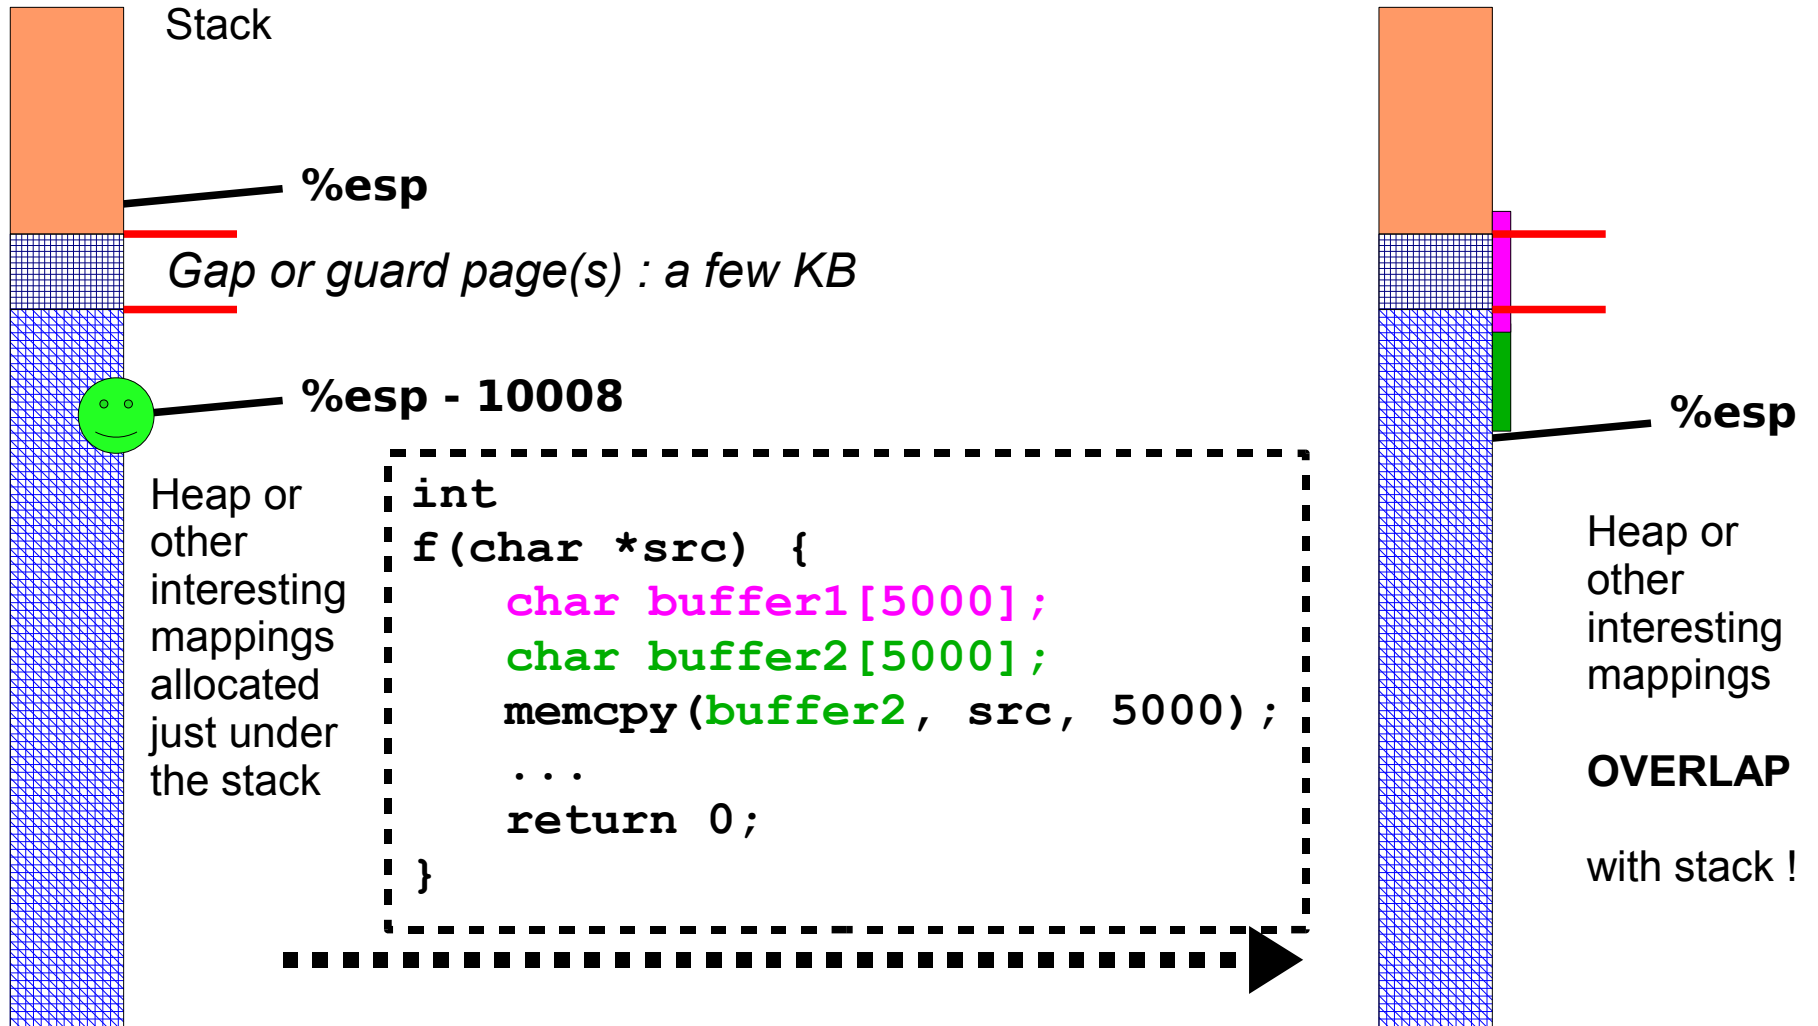 Stack
%esp
Gap or guard page(s) : a few KB
%esp - 10008
Heap or
other
interesting
mappings
allocated
just under
the stack
int
f(char *src) {
char buffer1[5000];
char buffer2[5000];
memcpy(buffer2, src, 5000);
...
return 0;
}
%esp
Heap or
other
interesting
mappings
OVERLAP
with stack !